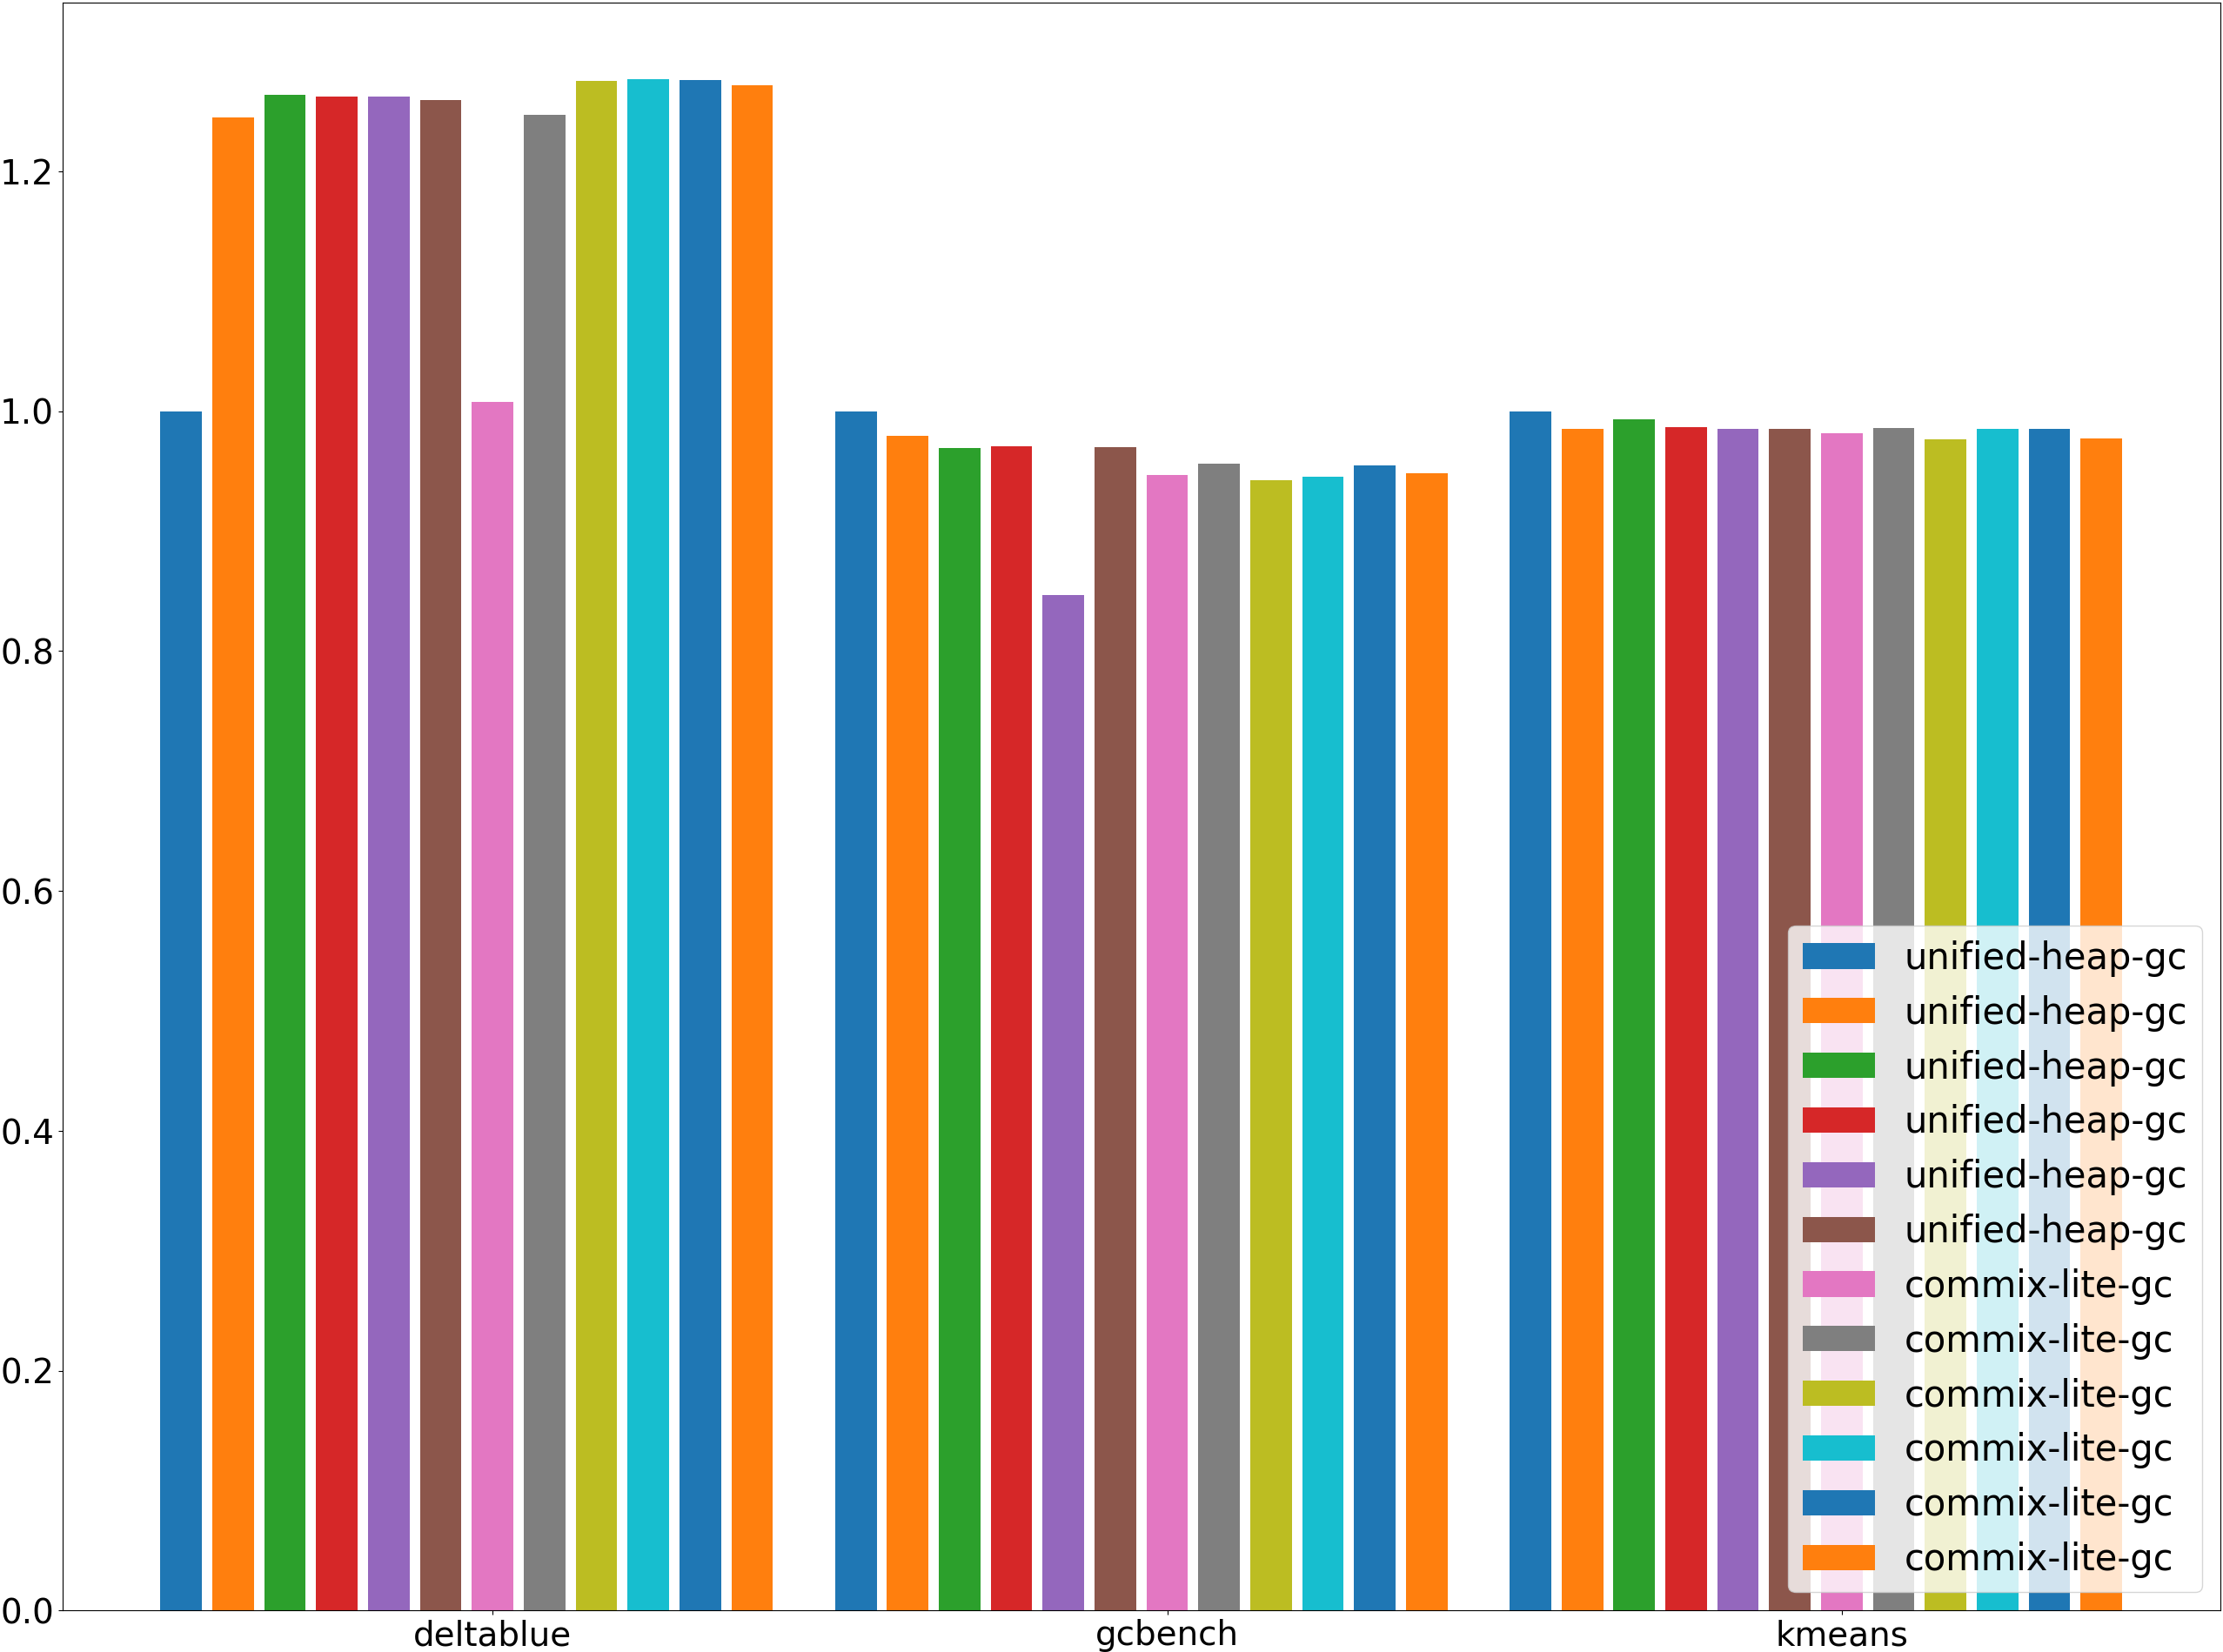 1.2
1.0
0.8
0.6
0.4
0.2
0.0
deltablue
gcbench
kmeans
unified-heap-gc
unified-heap-gc
unified-heap-gc
unified-heap-gc
unified-heap-gc
unified-heap-gc
commix-lite-gc
commix-lite-gc
commix-lite-gc
commix-lite-gc
commix-lite-gc
commix-lite-gc